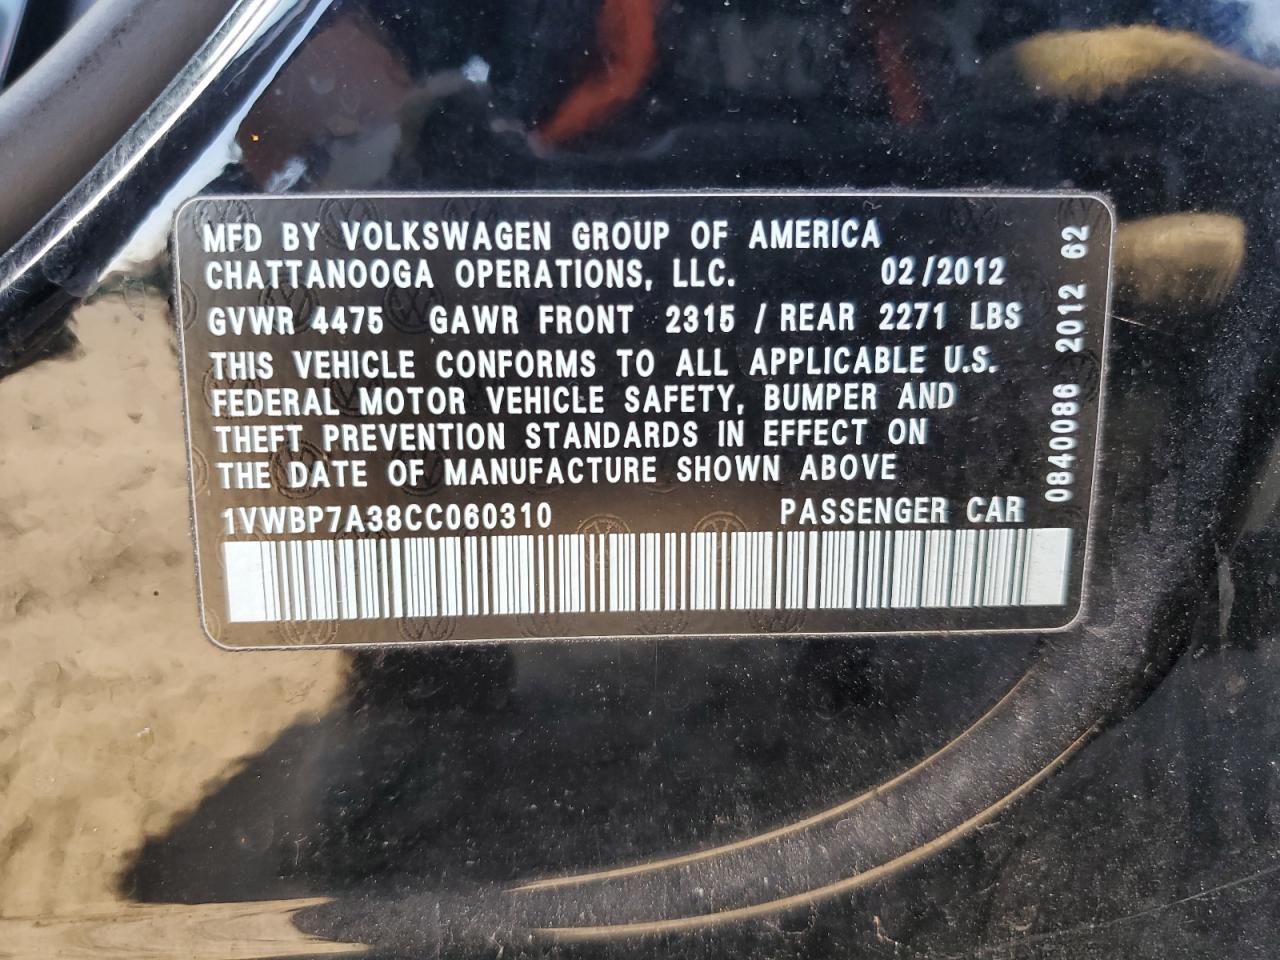 MFD BY VOLKSWAGEN GROUP OF AMERICA
CHATTANOOGA OPERATIONS, LLC. 02/2012
GVWR 4475 GAWR FRONT 2315 / REAR 2271 LBS
THIS VEHICLE CONFORMS TO ALL APPLICABLE U.S.
FEDERAL MOTOR VEHICLE SAFETY, BUMPER AND
THEFT PREVENTION STANDARDS IN EFFECT ON
THE DATE OF MANUFACTURE SHOWN ABOVE
1VWBP7A38CC060310 PASSENGER CAR
0840086 2012 62